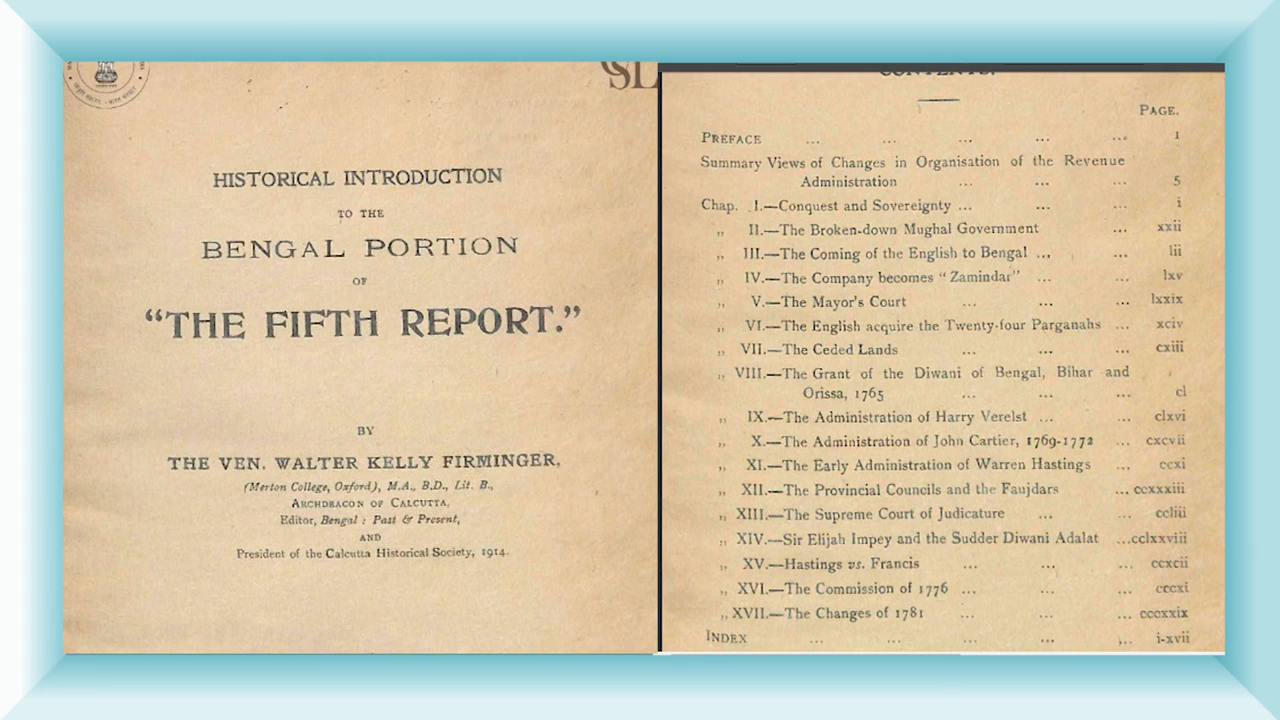 SL
HISTORICAL INTRODUCTION
TO THE
BENGAL PORTION
OF
“THE FIFTH REPORT.”
BY
THE VEN. WALTER KELLY FIRMINGER,
(Merton College, Oxford), M.A., B.D., Lit. B.,
ARCHDEACON OF CALCUTTA,
Editor, Bengal : Past & Present,
AND
President of the Calcutta Historical Society, 1914.
CONTENTS.
PAGE.
PREFACE ... ... ... ... ... 1
Summary Views of Changes in Organisation of the Revenue
Administration ... ... ... 5
Chap. I.—Conquest and Sovereignty ... ... ... i
„ II.—The Broken-down Mughal Government ... xxii
„ III.—The Coming of the English to Bengal ... ... lii
„ IV.—The Company becomes “Zamindar” ... ... lxv
„ V.—The Mayor's Court ... ... ... lxxix
„ VI.—The English acquire the Twenty-four Parganahs ... xciv
„ VII.—The Ceded Lands ... ... ... cxiii
„ VIII.—The Grant of the Diwani of Bengal, Bihar and
Orissa, 1765 ... ... ... cl
„ IX.—The Administration of Harry Verelst ... ... clxvi
„ X.—The Administration of John Cartier, 1769-1772 ... cxcvii
„ XI.—The Early Administration of Warren Hastings ... ccxi
„ XII.—The Provincial Councils and the Faujdars ... ccxxxiii
„ XIII.—The Supreme Court of Judicature ... ... ccliii
„ XIV.—Sir Elijah Impey and the Sudder Diwani Adalat ...cclxxviii
„ XV.—Hastings vs. Francis ... ... ... ccxcii
„ XVI.—The Commission of 1776 ... ... ... cccxi
„ XVII.—The Changes of 1781 ... ... ... cccxxix
INDEX ... ... ... ... ... i-xvii